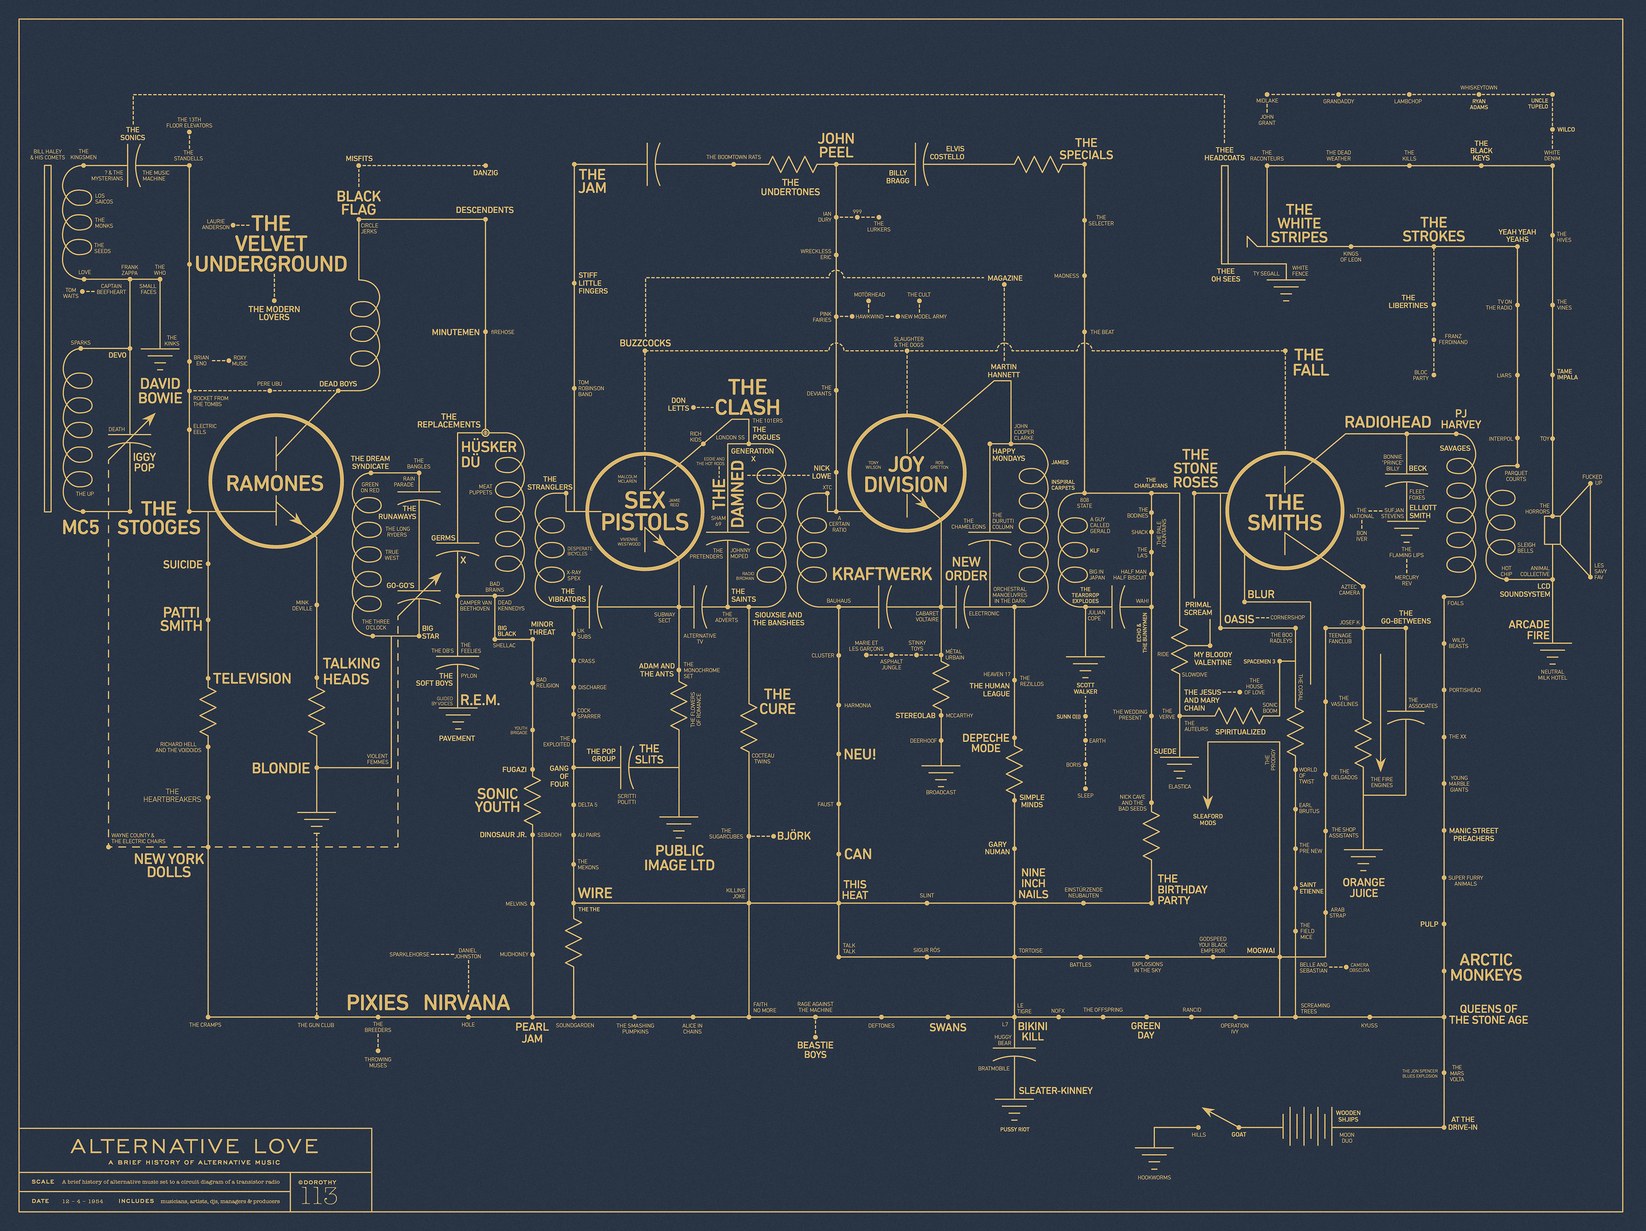 THE
SONICS
THE 13TH
FLOOR ELEVATORS
BILL HALEY
& HIS COMETS
THE
KINGSMEN
THE
STANDELLS
? & THE
MYSTERIANS
THE MUSIC
MACHINE
LOS
SAICOS
THE
MONKS
THE
SEEDS
LOVE
FRANK
ZAPPA
THE
WHO
TOM
WAITS
CAPTAIN
BEEFHEART
SMALL
FACES
THE
KINKS
SPARKS
DEVO
LAURIE
ANDERSON
THE
VELVET
UNDERGROUND
THE MODERN
LOVERS
BRIAN
ENO
ROXY
MUSIC
DAVID
BOWIE
PERE UBU
DEAD BOYS
ROCKET FROM
THE TOMBS
ELECTRIC
EELS
DEATH
IGGY
POP
THE UP
MC5
THE
STOOGES
RAMONES
MISFITS
DANZIG
BLACK
FLAG
CIRCLE
JERKS
DESCENDENTS
MINUTEMEN
fIREHOSE
THE
REPLACEMENTS
HÜSKER
DÜ
MEAT
PUPPETS
THE DREAM
SYNDICATE
GREEN
ON RED
THE
BANGLES
RAIN
PARADE
THE
RUNAWAYS
THE LONG
RYDERS
TRUE
WEST
GO-GO'S
THE THREE
O'CLOCK
BIG
STAR
GERMS
X
BAD
BRAINS
CAMPER VAN
BEETHOVEN
DEAD
KENNEDYS
BIG
BLACK
SHELLAC
MINOR
THREAT
THE DB'S
THE
FEELIES
THE
SOFT BOYS
PYLON
GUIDED
BY VOICES
R.E.M.
PAVEMENT
BAD
RELIGION
YOUTH
BRIGADE
FUGAZI
SONIC
YOUTH
DINOSAUR JR.
SEBADOH
MELVINS
MUDHONEY
SUICIDE
PATTI
SMITH
TELEVISION
RICHARD HELL
AND THE VOIDOIDS
THE
HEARTBREAKERS
WAYNE COUNTY &
THE ELECTRIC CHAIRS
NEW YORK
DOLLS
MINK
DEVILLE
TALKING
HEADS
BLONDIE
VIOLENT
FEMMES
SPARKLEHORSE
DANIEL
JOHNSTON
PIXIES
NIRVANA
THE CRAMPS
THE GUN CLUB
THE
BREEDERS
THROWING
MUSES
HOLE
PEARL
JAM
SOUNDGARDEN
THE SMASHING
PUMPKINS
ALICE IN
CHAINS
THE
JAM
THE BOOMTOWN RATS
THE
UNDERTONES
JOHN
PEEL
BILLY
BRAGG
ELVIS
COSTELLO
THE
SPECIALS
THE
SELECTER
MADNESS
THE BEAT
IAN
DURY
999
THE
LURKERS
WRECKLESS
ERIC
STIFF
LITTLE
FINGERS
MAGAZINE
MOTÖRHEAD
THE CULT
PINK
FAIRIES
HAWKWIND
NEW MODEL ARMY
BUZZCOCKS
SLAUGHTER
& THE DOGS
MARTIN
HANNETT
THE
FALL
TOM
ROBINSON
BAND
THE
DEVIANTS
DON
LETTS
THE
CLASH
THE 101ERS
RICH
KIDS
LONDON SS
THE
POGUES
GENERATION
X
EDDIE AND
THE HOT RODS
THE
DAMNED
NICK
LOWE
SHAM
69
THE
PRETENDERS
JOHNNY
MOPED
RADIO
BIRDMAN
THE
SAINTS
THE
STRANGLERS
SEX
PISTOLS
MALCOLM
MCLAREN
JAMIE
REID
VIVIENNE
WESTWOOD
DESPERATE
BICYCLES
X-RAY
SPEX
THE
VIBRATORS
SUBWAY
SECT
THE
ADVERTS
ALTERNATIVE
TV
SIOUXSIE AND
THE BANSHEES
UK
SUBS
CRASS
DISCHARGE
COCK
SPARRER
THE
EXPLOITED
GANG
OF
FOUR
DELTA 5
AU PAIRS
THE
MEKONS
WIRE
THE THE
ADAM AND
THE ANTS
THE
MONOCHROME
SET
THE FLOWERS
OF ROMANCE
THE POP
GROUP
THE
SLITS
SCRITTI
POLITTI
PUBLIC
IMAGE LTD
THE
CURE
COCTEAU
TWINS
THE
SUGARCUBES
BJÖRK
KILLING
JOKE
FAITH
NO MORE
XTC
A
CERTAIN
RATIO
JOY
DIVISION
TONY
WILSON
ROB
GRETTON
KRAFTWERK
BAUHAUS
CABARET
VOLTAIRE
NEW
ORDER
ELECTRONIC
ORCHESTRAL
MANOEUVRES
IN THE DARK
THE
CHAMELEONS
THE
DURUTTI
COLUMN
JOHN
COOPER
CLARKE
HAPPY
MONDAYS
JAMES
INSPIRAL
CARPETS
808
STATE
A GUY
CALLED
GERALD
KLF
BIG IN
JAPAN
THE
TEARDROP
EXPLODES
JULIAN
COPE
WAH!
HALF MAN
HALF BISCUIT
THE
LA'S
SHACK
THE PALE
FOUNTAINS
THE
BODINES
THE
CHARLATANS
ECHO &
THE BUNNYMEN
CLUSTER
HARMONIA
NEU!
FAUST
CAN
THIS
HEAT
MARIE ET
LES GARÇONS
ASPHALT
JUNGLE
STINKY
TOYS
MÉTAL
URBAIN
STEREOLAB
MCCARTHY
DEERHOOF
BROADCAST
HEAVEN 17
THE HUMAN
LEAGUE
THE
REZILLOS
DEPECHE
MODE
SIMPLE
MINDS
GARY
NUMAN
NINE
INCH
NAILS
SLINT
EINSTÜRZENDE
NEUBAUTEN
SCOTT
WALKER
SUNN O)))
EARTH
BORIS
SLEEP
THE WEDDING
PRESENT
NICK CAVE
AND THE
BAD SEEDS
THE
BIRTHDAY
PARTY
TALK
TALK
SIGUR RÓS
TORTOISE
BATTLES
EXPLOSIONS
IN THE SKY
GODSPEED
YOU! BLACK
EMPEROR
MOGWAI
RAGE AGAINST
THE MACHINE
BEASTIE
BOYS
DEFTONES
SWANS
LE
TIGRE
L7
BIKINI
KILL
HUGGY
BEAR
BRATMOBILE
SLEATER-KINNEY
PUSSY RIOT
NOFX
THE OFFSPRING
GREEN
DAY
RANCID
OPERATION
IVY
SCREAMING
TREES
KYUSS
QUEENS OF
THE STONE AGE
THE
STONE
ROSES
PRIMAL
SCREAM
RIDE
MY BLOODY
VALENTINE
SLOWDIVE
THE JESUS
AND MARY
CHAIN
THE
HOUSE
OF LOVE
SONIC
BOOM
THE
VERVE
THE
AUTEURS
SPIRITUALIZED
SUEDE
ELASTICA
SLEAFORD
MODS
THE
PRODIGY
BLUR
OASIS
CORNERSHOP
THE BOO
RADLEYS
SPACEMEN 3
THE CORAL
WORLD
OF
TWIST
EARL
BRUTUS
THE
PRE NEW
SAINT
ETIENNE
THE
FIELD
MICE
ARAB
STRAP
BELLE AND
SEBASTIAN
CAMERA
OBSCURA
THE
SMITHS
AZTEC
CAMERA
JOSEF K
THE
GO-BETWEENS
TEENAGE
FANCLUB
THE
VASELINES
THE
DELGADOS
THE SHOP
ASSISTANTS
THE FIRE
ENGINES
THE
ASSOCIATES
ORANGE
JUICE
RADIOHEAD
PJ
HARVEY
SAVAGES
BONNIE
'PRINCE'
BILLY
BECK
FLEET
FOXES
THE
NATIONAL
SUFJAN
STEVENS
ELLIOTT
SMITH
BON
IVER
THE
FLAMING LIPS
MERCURY
REV
FOALS
WILD
BEASTS
PORTISHEAD
THE XX
YOUNG
MARBLE
GIANTS
MANIC STREET
PREACHERS
SUPER FURRY
ANIMALS
PULP
ARCTIC
MONKEYS
THE JON SPENCER
BLUES EXPLOSION
THE
MARS
VOLTA
AT THE
DRIVE-IN
WOODEN
SHJIPS
MOON
DUO
GOAT
HILLS
HOOKWORMS
MIDLAKE
JOHN
GRANT
GRANDADDY
LAMBCHOP
WHISKEYTOWN
RYAN
ADAMS
UNCLE
TUPELO
WILCO
THEE
HEADCOATS
THE
RACONTEURS
THE DEAD
WEATHER
THE
KILLS
THE
BLACK
KEYS
WHITE
DENIM
THE
WHITE
STRIPES
KINGS
OF LEON
THE
STROKES
YEAH YEAH
YEAHS
THE
HIVES
THEE
OH SEES
TY SEGALL
WHITE
FENCE
THE
LIBERTINES
FRANZ
FERDINAND
BLOC
PARTY
TV ON
THE RADIO
THE
VINES
LIARS
TAME
IMPALA
INTERPOL
TOY
PARQUET
COURTS
THE
HORRORS
SLEIGH
BELLS
HOT
CHIP
ANIMAL
COLLECTIVE
FUCKED
UP
LES
SAVY
FAV
LCD
SOUNDSYSTEM
ARCADE
FIRE
NEUTRAL
MILK HOTEL
ALTERNATIVE LOVE
A BRIEF HISTORY OF ALTERNATIVE MUSIC
SCALE A brief history of alternative music set to a circuit diagram of a transistor radio
DATE 12 - 4 - 1954 INCLUDES musicians, artists, djs, managers & producers
©DOROTHY
113